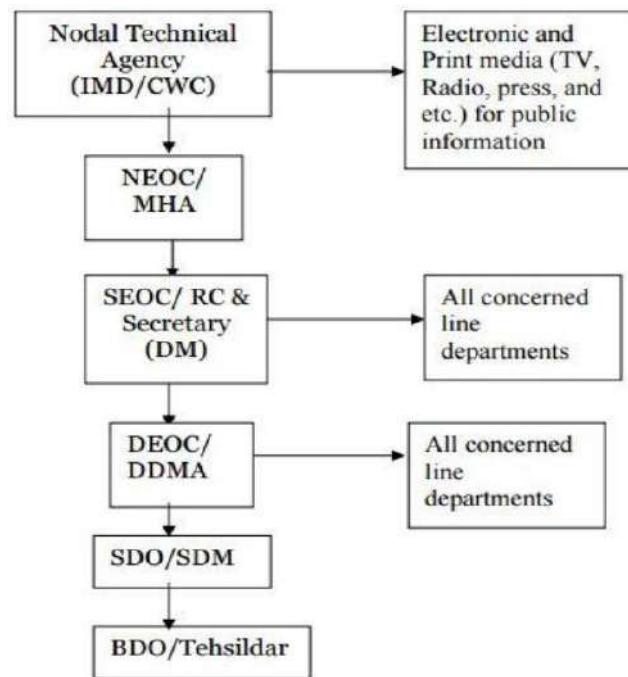 Nodal Technical
Agency
(IMD/CWC)
Electronic and
Print media (TV,
Radio, press, and
etc.) for public
information
NEOC/
MHA
SEOC/ RC &
Secretary
(DM)
All concerned
line
departments
DEOC/
DDMA
All concerned
line
departments
SDO/SDM
BDO/Tehsildar